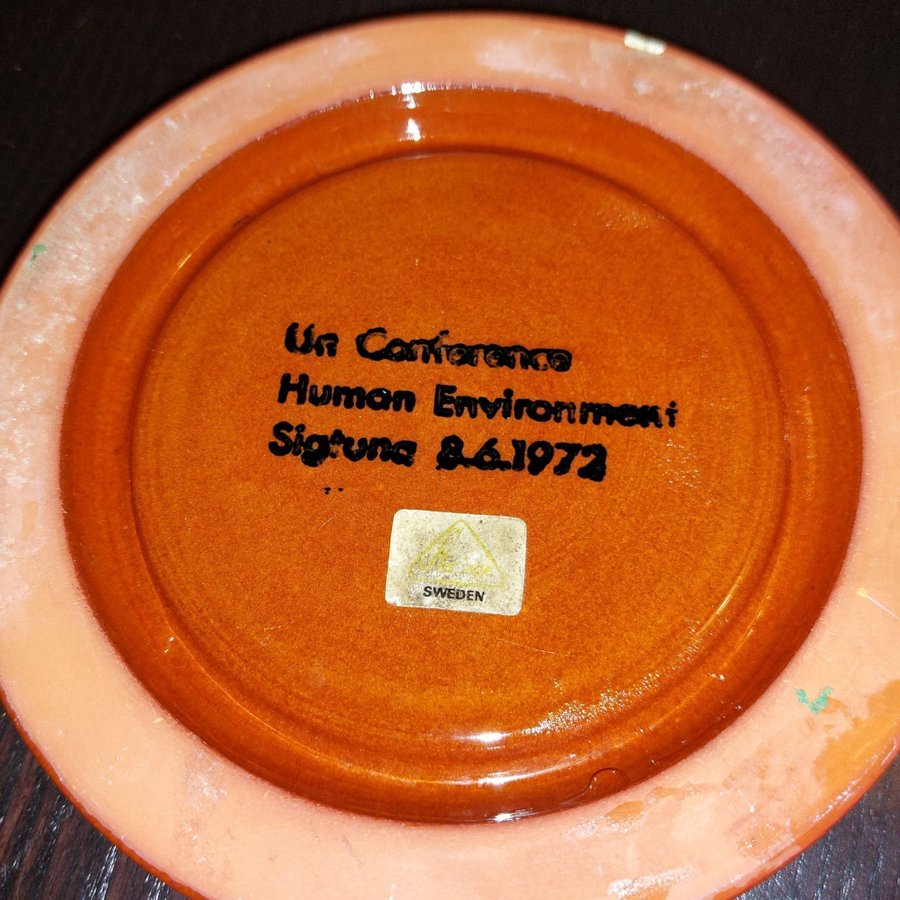 Un Conference
Human Environment
Sigtuna 8.6.1972
SWEDEN